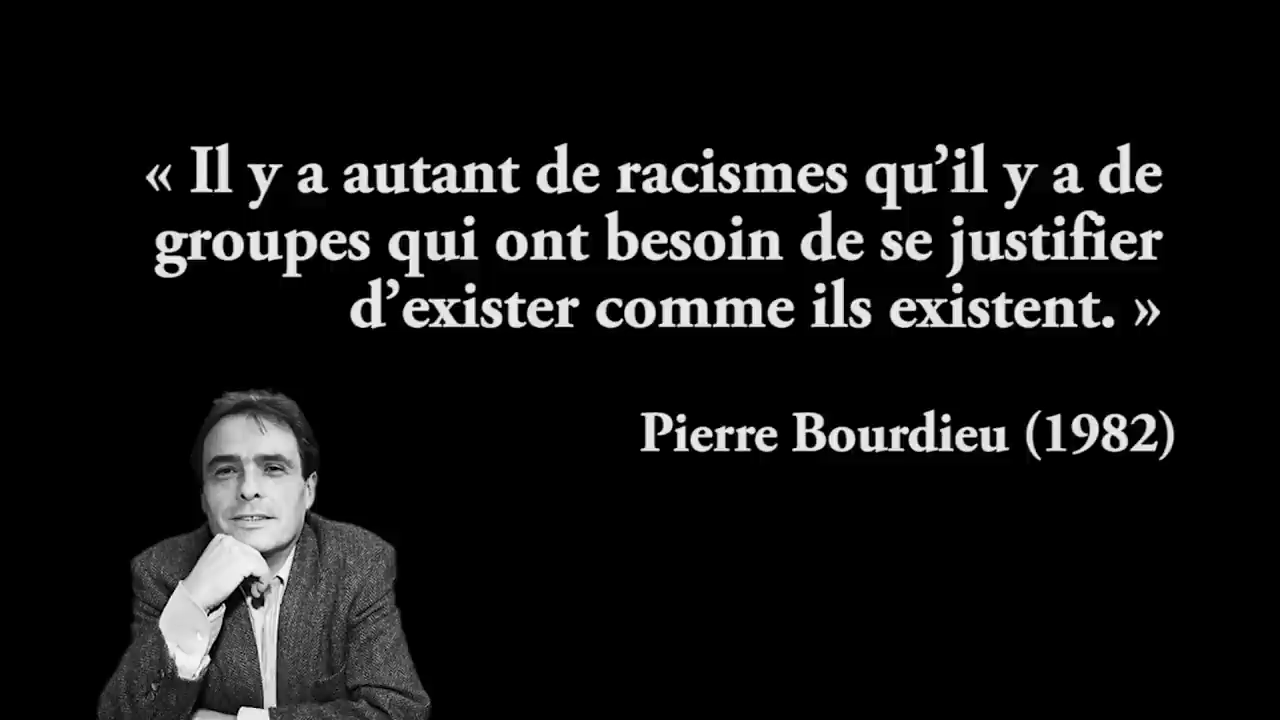 « Il y a autant de racismes qu’il y a de
groupes qui ont besoin de se justifier
d’exister comme ils existent. »
Pierre Bourdieu (1982)